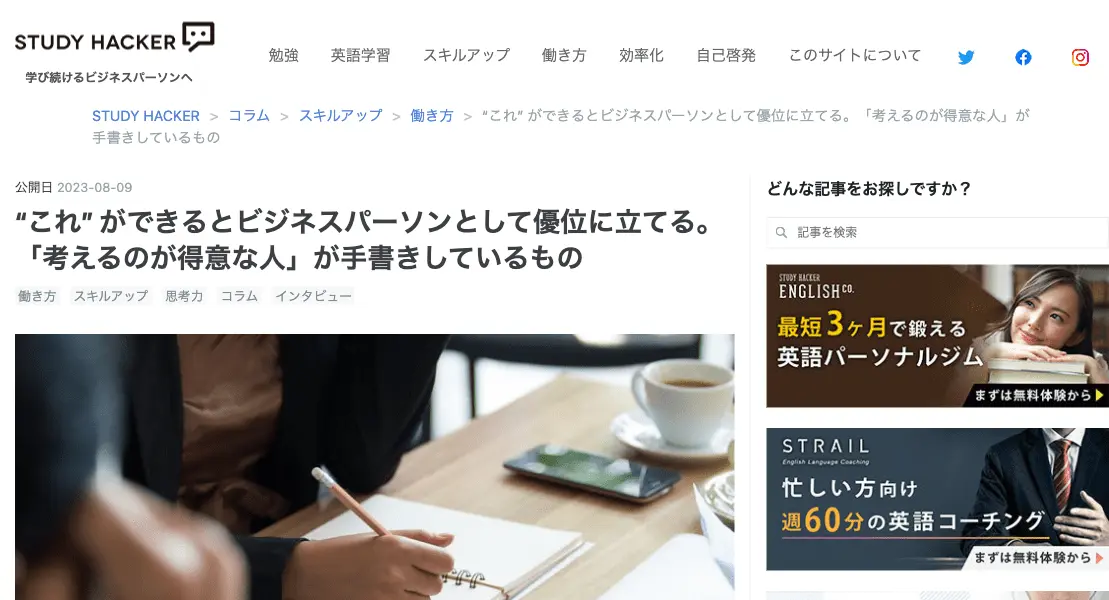 STUDY HACKER
学び続けるビジネスパーソンへ
勉強 英語学習 スキルアップ 働き方 効率化 自己啓発 このサイトについて
STUDY HACKER > コラム > スキルアップ > 働き方 > “これ” ができるとビジネスパーソンとして優位に立てる。「考えるのが得意な人」が
手書きしているもの
公開日 2023-08-09
“これ” ができるとビジネスパーソンとして優位に立てる。
「考えるのが得意な人」が手書きしているもの
働き方 スキルアップ 思考力 コラム インタビュー
どんな記事をお探しですか？
記事を検索
STUDY HACKER
ENGLISH CO.
最短3ヶ月で鍛える
英語パーソナルジム
まずは無料体験から
STRAIL
English Language Coaching
忙しい方向け
週60分の英語コーチング
まずは無料体験から